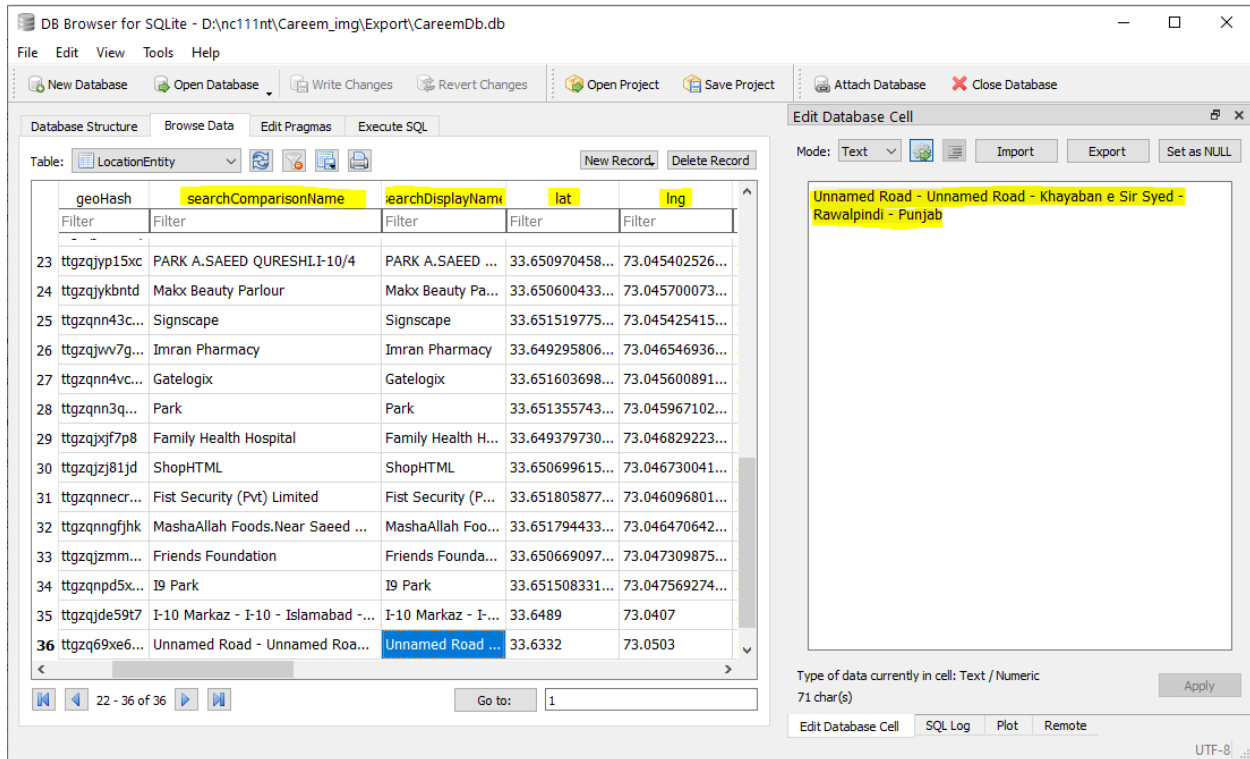 DB Browser for SQLite - D:\nc111nt\Careem_img\Export\CareemDb.db
File Edit View Tools Help
New Database Open Database Write Changes Revert Changes Open Project Save Project Attach Database Close Database
Database Structure Browse Data Edit Pragmas Execute SQL
Table: LocationEntity New Record Delete Record
geoHash searchComparisonName searchDisplayName lat lng
Filter Filter Filter Filter Filter
23 ttgzqjyp15xc PARK A.SAEED QURESHI.I-10/4 PARK A.SAEED ... 33.650970458... 73.045402526...
24 ttgzqjykbntd Makx Beauty Parlour Makx Beauty Pa... 33.650600433... 73.045700073...
25 ttgzqnn43c... Signscape Signscape 33.651519775... 73.045425415...
26 ttgzqjwv7g... Imran Pharmacy Imran Pharmacy 33.649295806... 73.046546936...
27 ttgzqnn4vc... Gatelogix Gatelogix 33.651603698... 73.045600891...
28 ttgzqnn3q... Park Park 33.651355743... 73.045967102...
29 ttgzqjxjf7p8 Family Health Hospital Family Health H... 33.649379730... 73.046829223...
30 ttgzqjzj81jd ShopHTML ShopHTML 33.650699615... 73.046730041...
31 ttgzqnnecr... Fist Security (Pvt) Limited Fist Security (P... 33.651805877... 73.046096801...
32 ttgzqnngfjhk MashaAllah Foods.Near Saeed ... MashaAllah Foo... 33.651794433... 73.046470642...
33 ttgzqjzmm... Friends Foundation Friends Founda... 33.650669097... 73.047309875...
34 ttgzqnpd5x... I9 Park I9 Park 33.651508331... 73.047569274...
35 ttgzqjde59t7 I-10 Markaz - I-10 - Islamabad -... I-10 Markaz - I-... 33.6489 73.0407
36 ttgzq69xe6... Unnamed Road - Unnamed Roa... Unnamed Road ... 33.6332 73.0503
22 - 36 of 36 Go to: 1
Edit Database Cell
Mode: Text Import Export Set as NULL
Unnamed Road - Unnamed Road - Khayaban e Sir Syed -
Rawalpindi - Punjab
Type of data currently in cell: Text / Numeric
71 char(s)
Apply
Edit Database Cell SQL Log Plot Remote
UTF-8